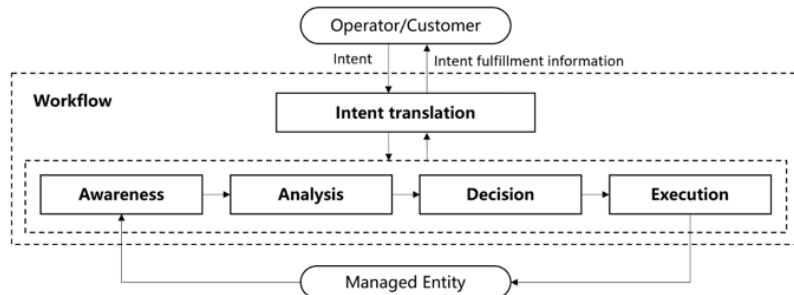 Operator/Customer
Intent
Intent fulfillment information
Workflow
Intent translation
Awareness
Analysis
Decision
Execution
Managed Entity